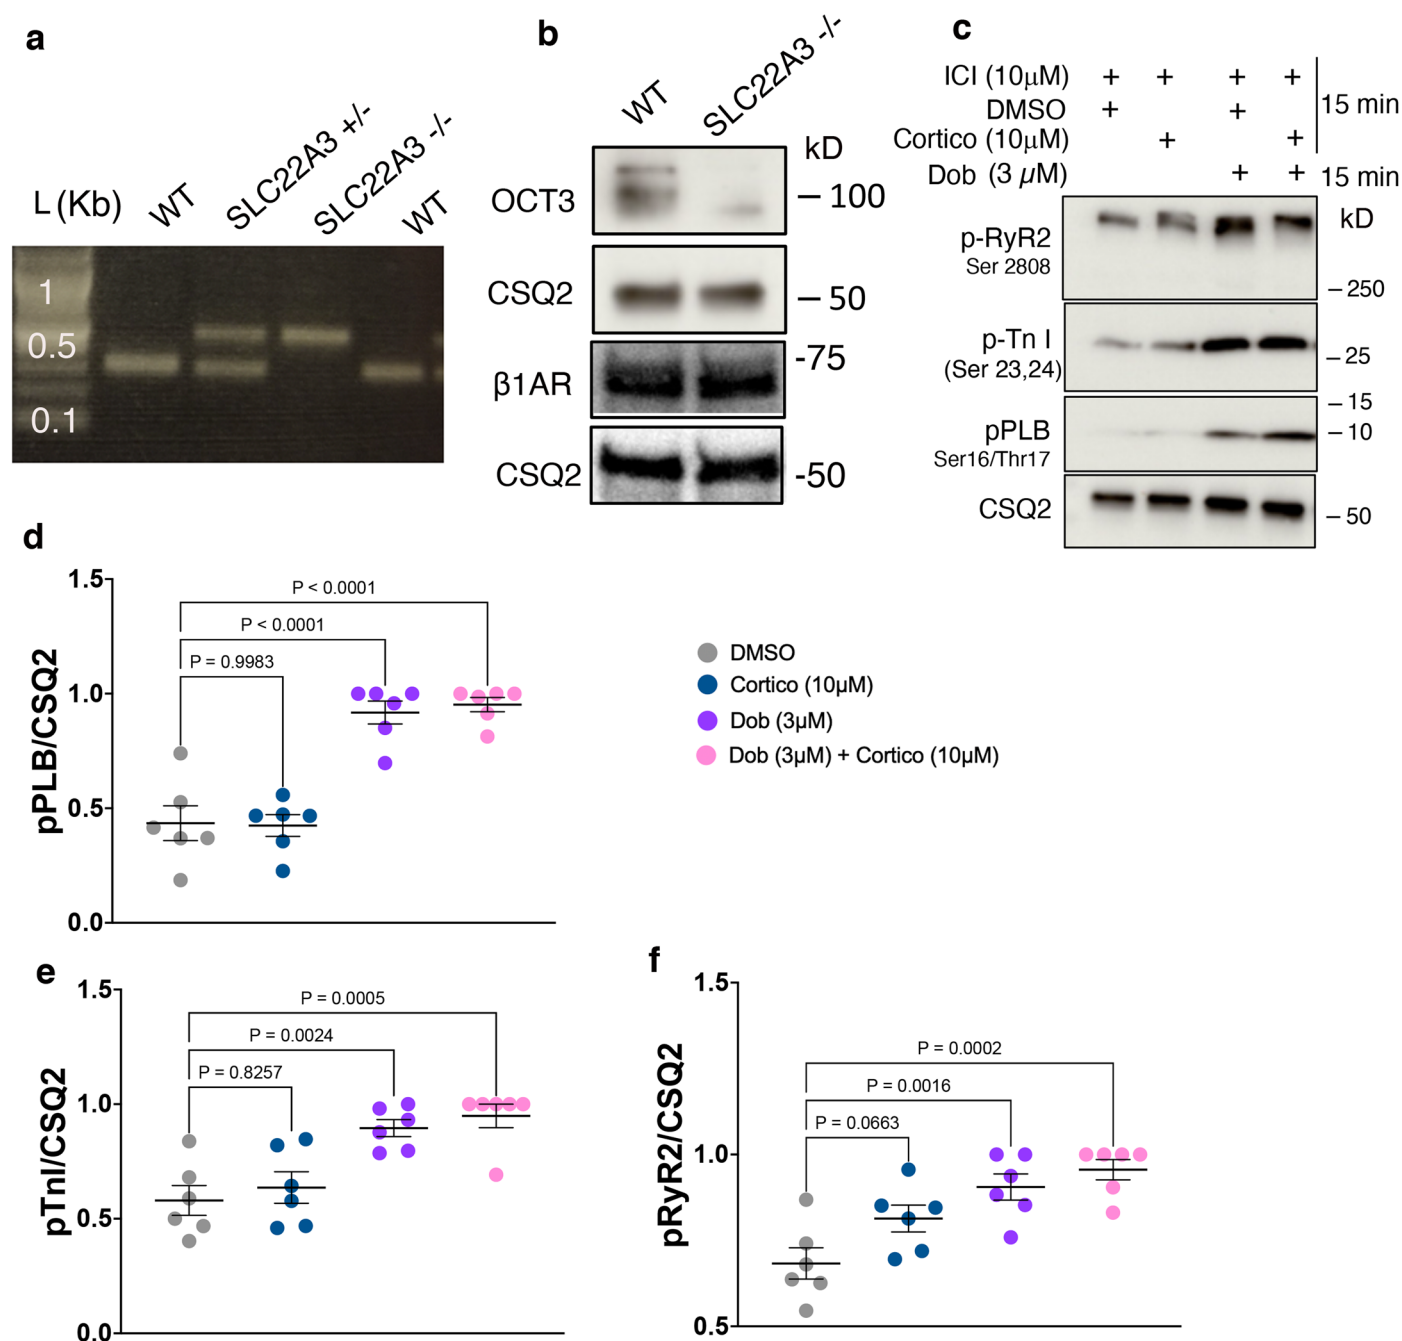 a
L (Kb)
WT
SLC22A3 +/-
SLC22A3 -/-
WT
1
0.5
0.1
b
WT
SLC22A3 -/-
kD
OCT3
– 100
CSQ2
– 50
β1AR
-75
CSQ2
-50
c
ICI (10µM) + + + +
DMSO + +
15 min
Cortico (10µM) + +
Dob (3 µM) + + 15 min
kD
p-RyR2
Ser 2808
– 250
p-Tn I
(Ser 23,24)
– 25
– 15
pPLB
Ser16/Thr17
– 10
CSQ2
– 50
d
pPLB/CSQ2
1.5
1.0
0.5
0.0
P < 0.0001
P < 0.0001
P = 0.9983
DMSO
Cortico (10µM)
Dob (3µM)
Dob (3µM) + Cortico (10µM)
e
pTnI/CSQ2
1.5
1.0
0.5
0.0
P = 0.0005
P = 0.0024
P = 0.8257
f
pRyR2/CSQ2
1.5
1.0
0.5
P = 0.0002
P = 0.0016
P = 0.0663